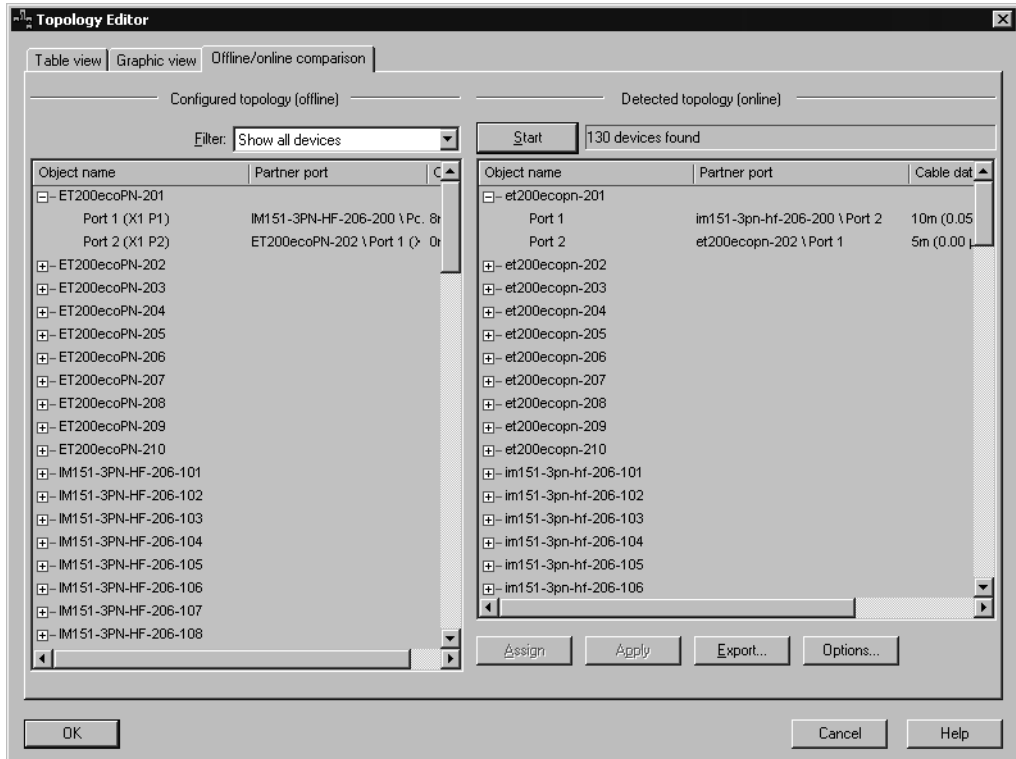 Topology Editor
Table view Graphic view Offline/online comparison
Configured topology (offline)
Filter: Show all devices
Object name Partner port
ET200ecoPN-201
Port 1 (X1 P1) IM151-3PN-HF-206-200 \ Pc.
Port 2 (X1 P2) ET200ecoPN-202 \ Port 1
ET200ecoPN-202
ET200ecoPN-203
ET200ecoPN-204
ET200ecoPN-205
ET200ecoPN-206
ET200ecoPN-207
ET200ecoPN-208
ET200ecoPN-209
ET200ecoPN-210
IM151-3PN-HF-206-101
IM151-3PN-HF-206-102
IM151-3PN-HF-206-103
IM151-3PN-HF-206-104
IM151-3PN-HF-206-105
IM151-3PN-HF-206-106
IM151-3PN-HF-206-107
IM151-3PN-HF-206-108
Detected topology (online)
Start 130 devices found
Object name Partner port Cable dat
et200ecopn-201
Port 1 im151-3pn-hf-206-200 \ Port 2 10m (0.05
Port 2 et200ecopn-202 \ Port 1 5m (0.00
et200ecopn-202
et200ecopn-203
et200ecopn-204
et200ecopn-205
et200ecopn-206
et200ecopn-207
et200ecopn-208
et200ecopn-209
et200ecopn-210
im151-3pn-hf-206-101
im151-3pn-hf-206-102
im151-3pn-hf-206-103
im151-3pn-hf-206-104
im151-3pn-hf-206-105
im151-3pn-hf-206-106
Assign Apply Export... Options...
OK Cancel Help